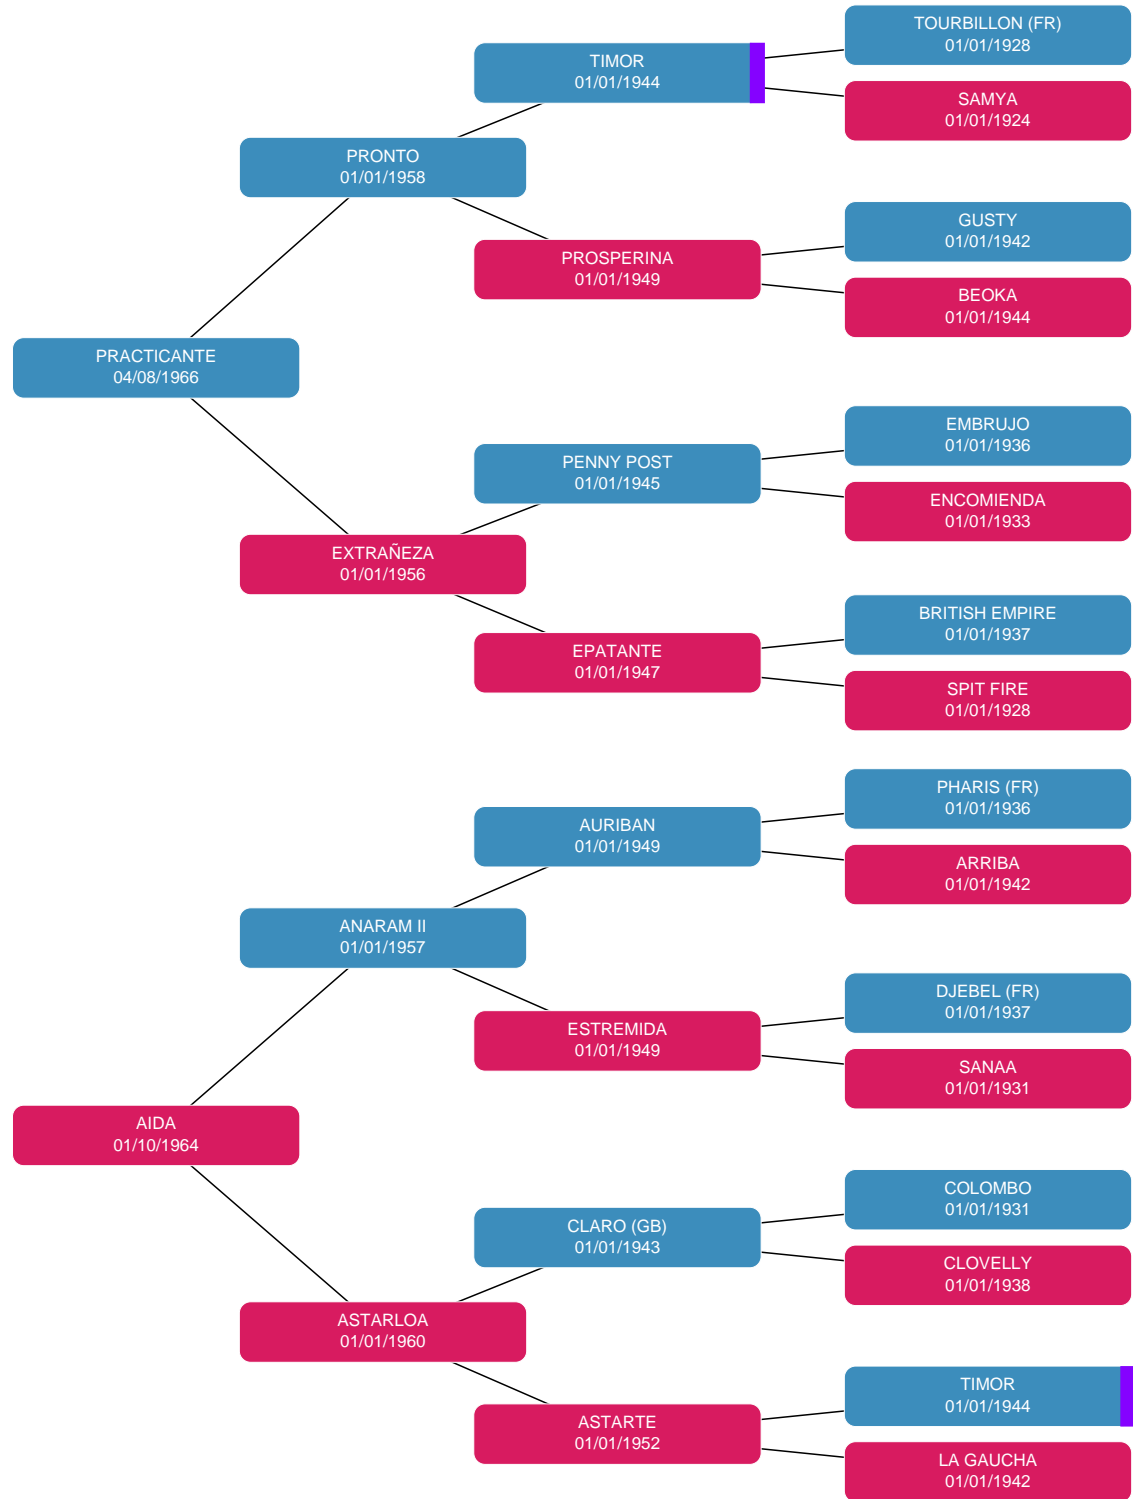 TOURBILLON (FR)
01/01/1928
TIMOR
01/01/1944
SAMYA
01/01/1924
PRONTO
01/01/1958
GUSTY
01/01/1942
PROSPERINA
01/01/1949
BEOKA
01/01/1944
PRACTICANTE
04/08/1966
EMBRUJO
01/01/1936
PENNY POST
01/01/1945
ENCOMIENDA
01/01/1933
EXTRAÑEZA
01/01/1956
BRITISH EMPIRE
01/01/1937
EPATANTE
01/01/1947
SPIT FIRE
01/01/1928
PHARIS (FR)
01/01/1936
AURIBAN
01/01/1949
ARRIBA
01/01/1942
ANARAM II
01/01/1957
DJEBEL (FR)
01/01/1937
ESTREMIDA
01/01/1949
SANAA
01/01/1931
AIDA
01/10/1964
COLOMBO
01/01/1931
CLARO (GB)
01/01/1943
CLOVELLY
01/01/1938
ASTARLOA
01/01/1960
TIMOR
01/01/1944
ASTARTE
01/01/1952
LA GAUCHA
01/01/1942